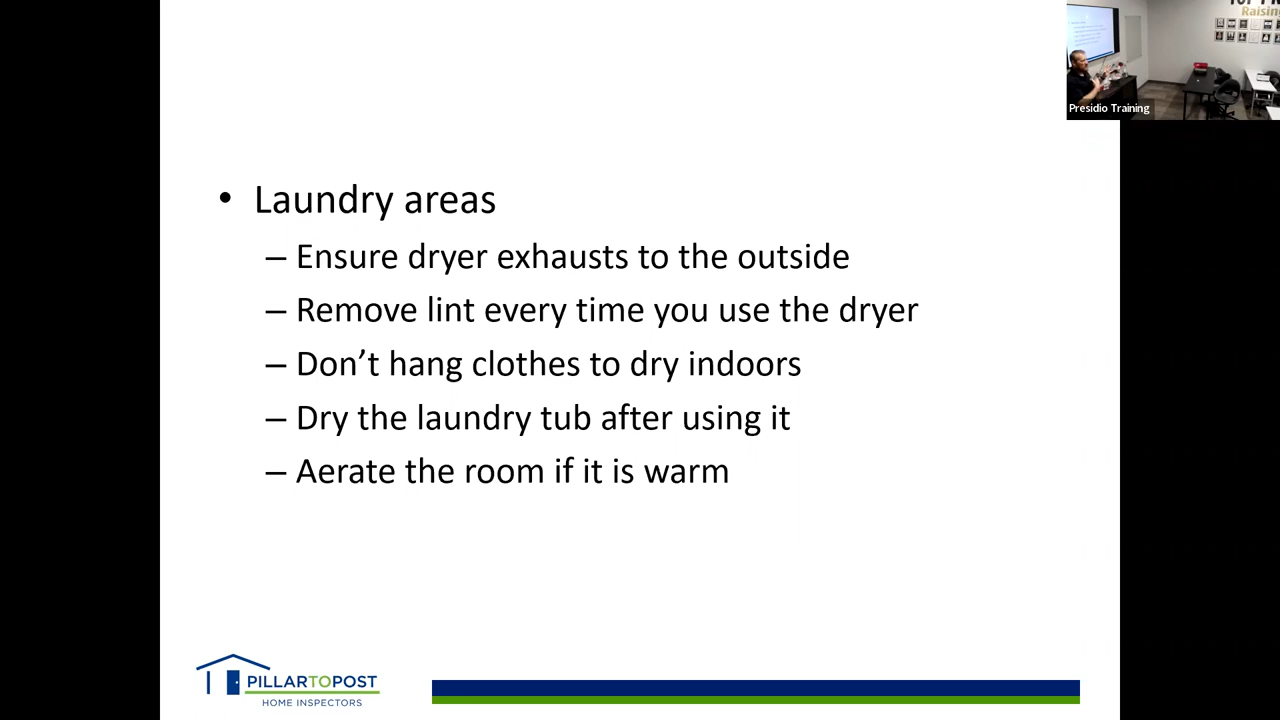 Raising
Presidio Training
• Laundry areas
– Ensure dryer exhausts to the outside
– Remove lint every time you use the dryer
– Don’t hang clothes to dry indoors
– Dry the laundry tub after using it
– Aerate the room if it is warm
PILLARTOPOST
HOME INSPECTORS